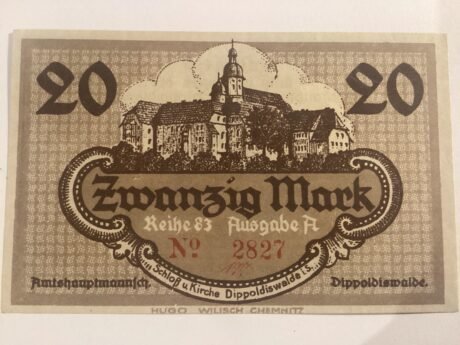 20 20
Zwanzig Mark
Reihe 83 Ausgabe A
No 2827
Schloß u. Kirche Dippoldiswalde i. S.
Amtshauptmannsch. Dippoldiswalde.
HUGO WILISCH CHEMNITZ